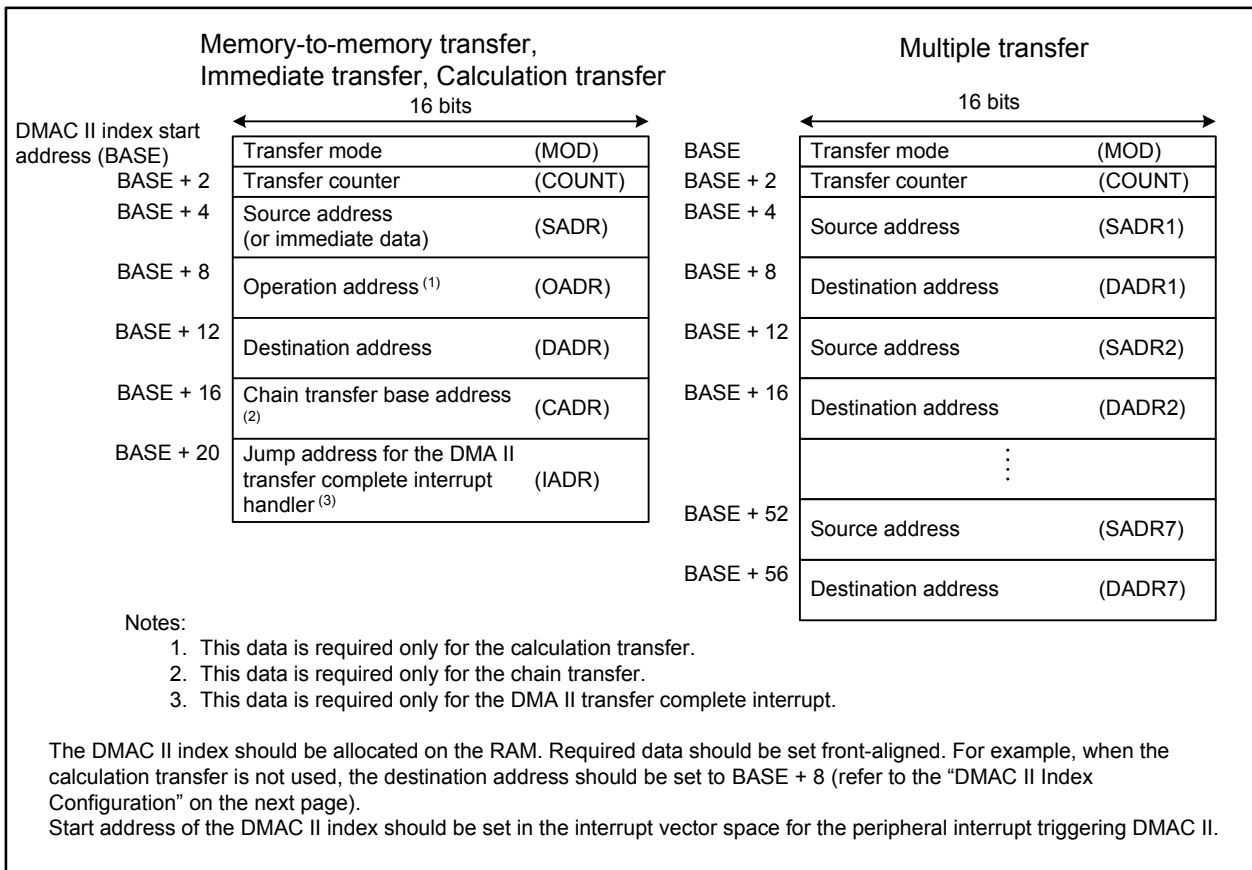 Memory-to-memory transfer,
Immediate transfer, Calculation transfer
16 bits
DMAC II index start
address (BASE)
Transfer mode (MOD)
BASE + 2 Transfer counter (COUNT)
BASE + 4 Source address
(or immediate data) (SADR)
BASE + 8 Operation address (1) (OADR)
BASE + 12 Destination address (DADR)
BASE + 16 Chain transfer base address
(2) (CADR)
BASE + 20 Jump address for the DMA II
transfer complete interrupt (IADR)
handler (3)
Multiple transfer
16 bits
BASE Transfer mode (MOD)
BASE + 2 Transfer counter (COUNT)
BASE + 4 Source address (SADR1)
BASE + 8 Destination address (DADR1)
BASE + 12 Source address (SADR2)
BASE + 16 Destination address (DADR2)
BASE + 52 Source address (SADR7)
BASE + 56 Destination address (DADR7)
Notes:
1. This data is required only for the calculation transfer.
2. This data is required only for the chain transfer.
3. This data is required only for the DMA II transfer complete interrupt.
The DMAC II index should be allocated on the RAM. Required data should be set front-aligned. For example, when the
calculation transfer is not used, the destination address should be set to BASE + 8 (refer to the “DMAC II Index
Configuration” on the next page).
Start address of the DMAC II index should be set in the interrupt vector space for the peripheral interrupt triggering DMAC II.